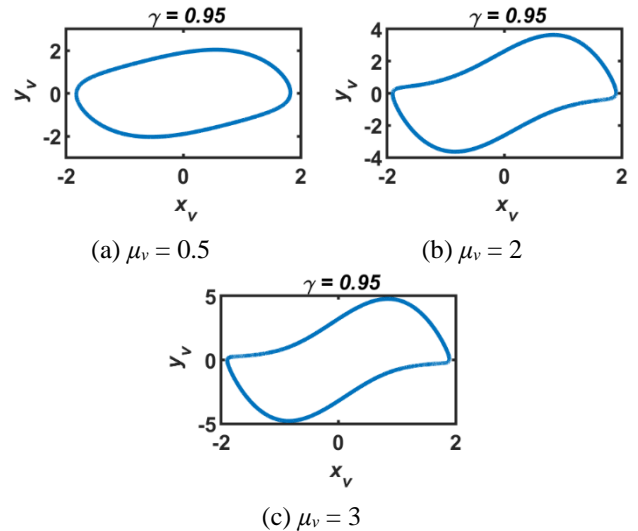 γ = 0.95
γ = 0.95
2
0
-2
y_v
-2 0 2
x_v
4
2
0
-2
-4
y_v
-2 0 2
x_v
(a) μ_v = 0.5
(b) μ_v = 2
γ = 0.95
5
0
-5
y_v
-2 0 2
x_v
(c) μ_v = 3